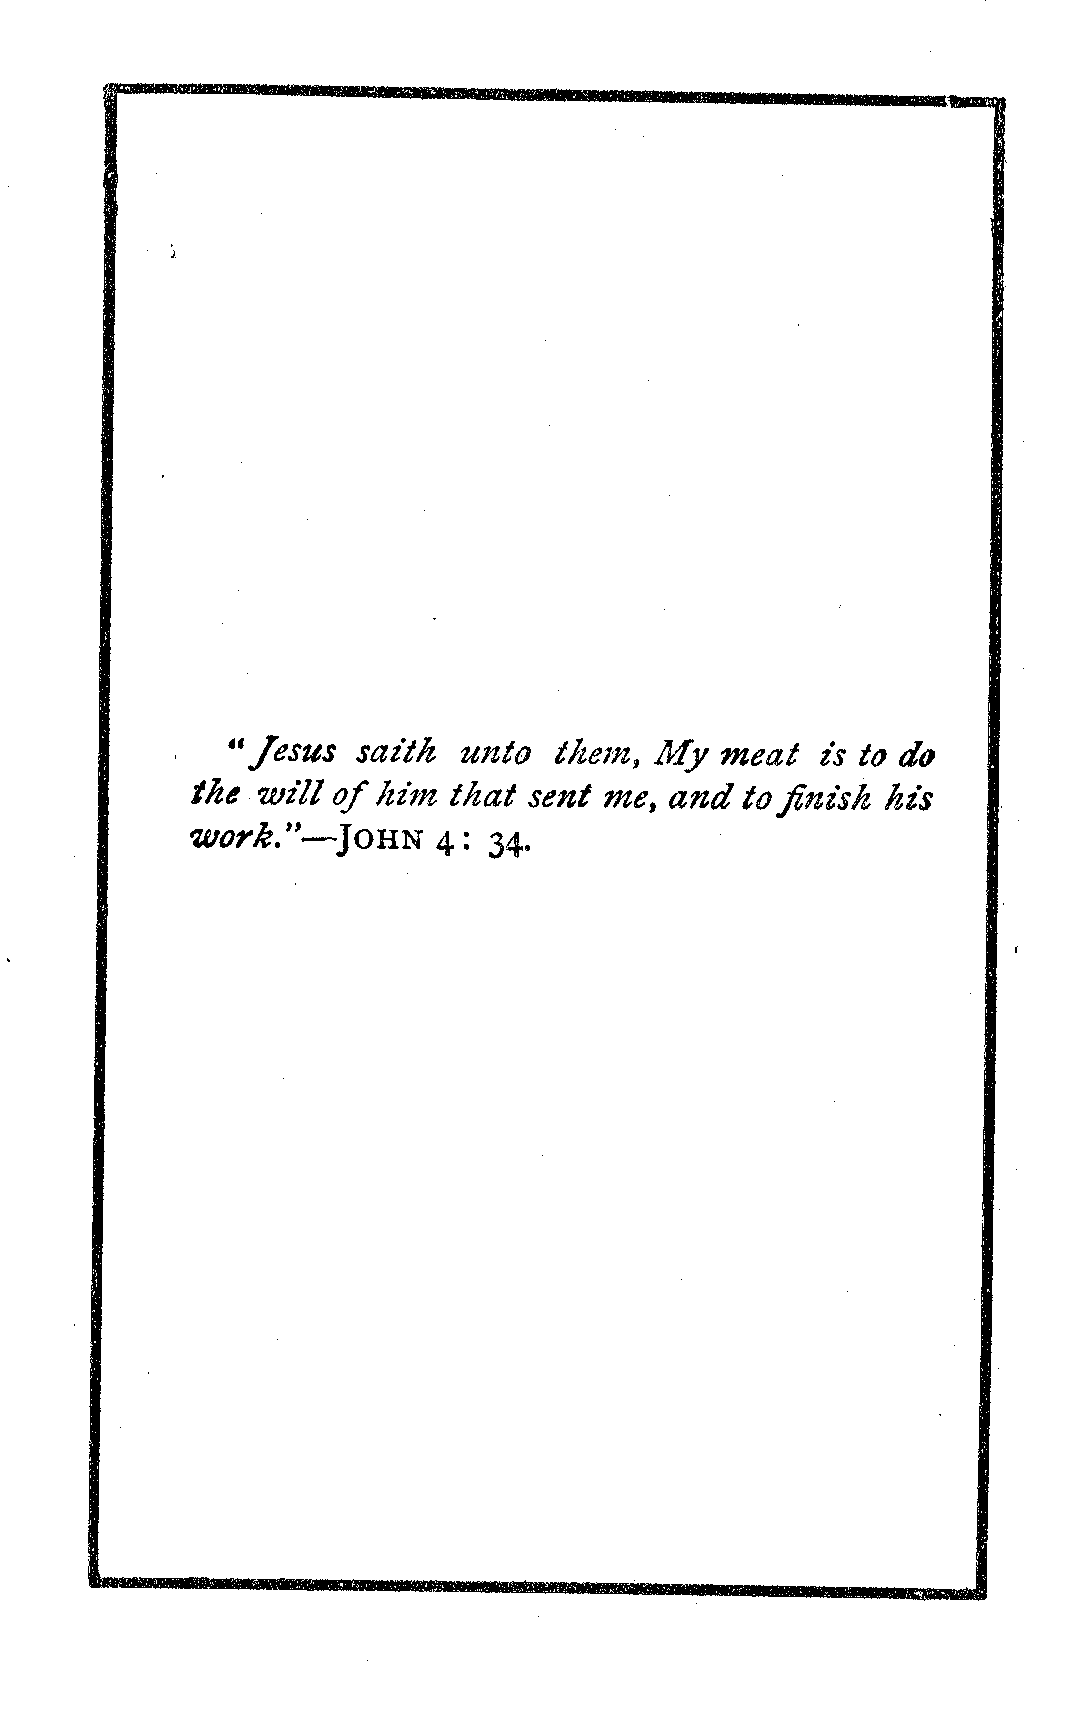 “Jesus saith unto them, My meat is to do
the will of him that sent me, and to finish his
work.”—JOHN 4: 34.